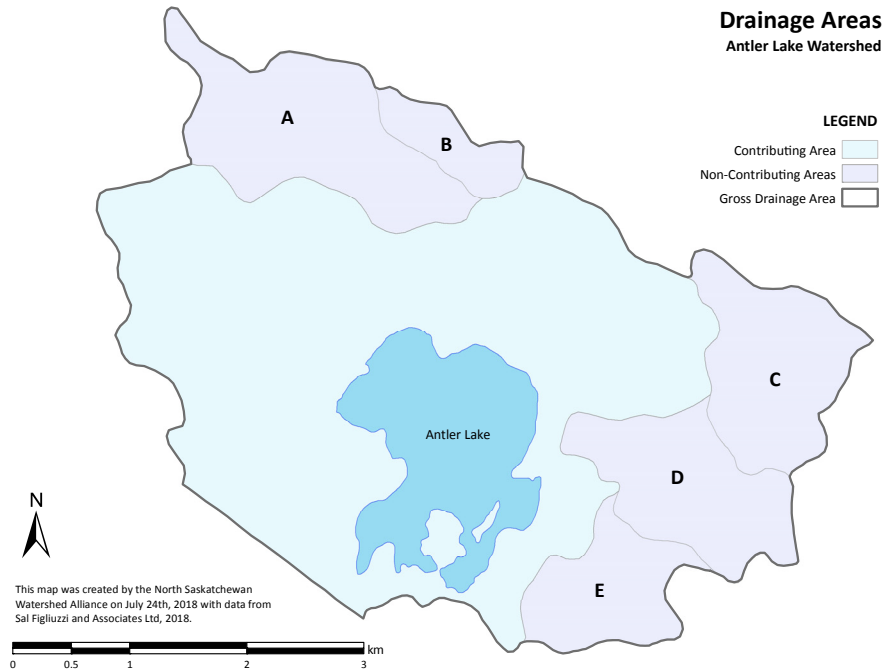 Drainage Areas
Antler Lake Watershed
LEGEND
Contributing Area
Non-Contributing Areas
Gross Drainage Area
A
B
C
Antler Lake
D
E
N
This map was created by the North Saskatchewan
Watershed Alliance on July 24th, 2018 with data from
Sal Figliuzzi and Associates Ltd, 2018.
km
0 0.5 1 2 3